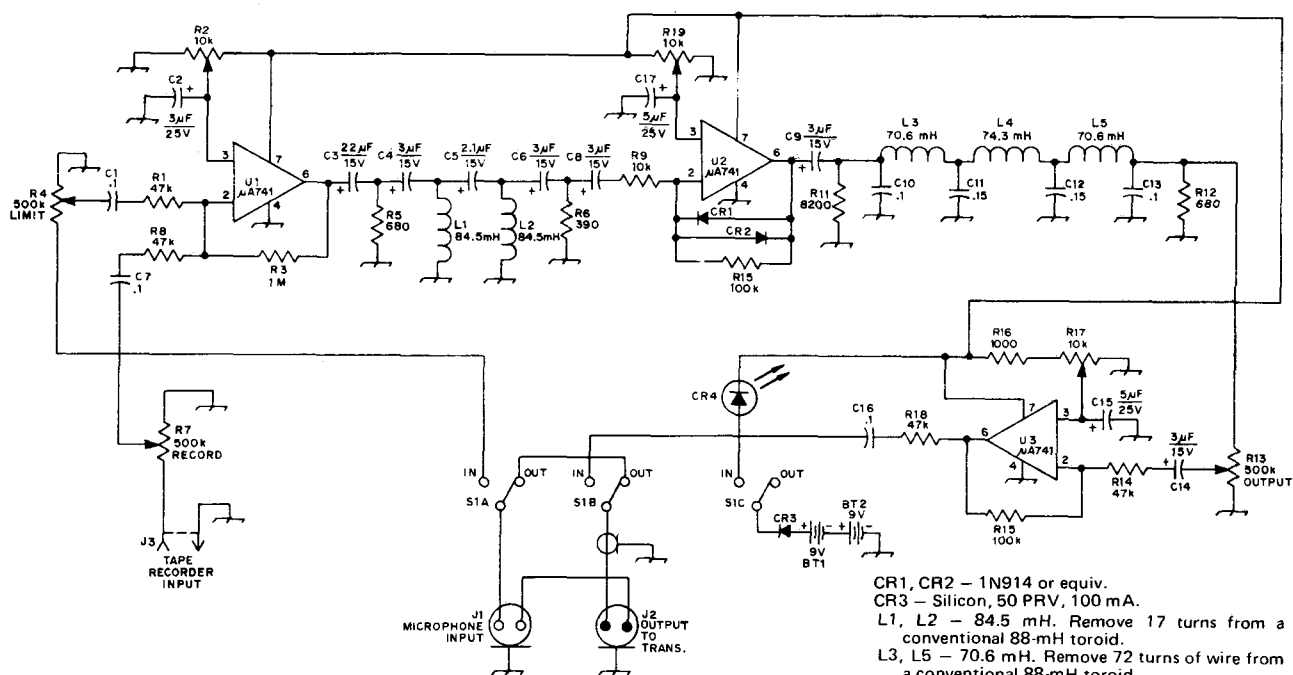 R2
10k
R19
10k
C2
+
3µF
25V
C17
+
5µF
25V
3
7
U1
µA741
6
2
4
3
7
U2
µA741
6
2
4
C3
22µF
15V
+
C4
3µF
15V
+
C5
2.1µF
15V
+
C6
3µF
15V
+
C8
3µF
15V
+
R9
10k
C9
3µF
15V
+
L3
70.6 mH
L4
74.3 mH
L5
70.6 mH
R4
500k
LIMIT
C1
.1
R1
47k
R8
47k
C7
.1
R3
1M
R5
680
L1
84.5mH
L2
84.5mH
R6
390
CR1
CR2
R15
100k
R11
8200
C10
.1
C11
.15
C12
.15
C13
.1
R12
680
R7
500k
RECORD
J3
TAPE
RECORDER
INPUT
CR4
R16
1000
R17
10k
C16
.1
R18
47k
7
3
6
U3
µA741
4
2
C15
5µF
25V
+
3µF
15V
+
C14
R14
47k
R13
500k
OUTPUT
R15
100k
IN
OUT
S1A
IN
OUT
S1B
IN
OUT
S1C
CR3
+
-
9V
BT1
BT2
9V
+
-
J1
MICROPHONE
INPUT
J2
OUTPUT
TO
TRANS.
CR1, CR2 – 1N914 or equiv.
CR3 – Silicon, 50 PRV, 100 mA.
L1, L2 – 84.5 mH. Remove 17 turns from a
conventional 88-mH toroid.
L3, L5 – 70.6 mH. Remove 72 turns of wire from
a conventional 88-mH toroid.